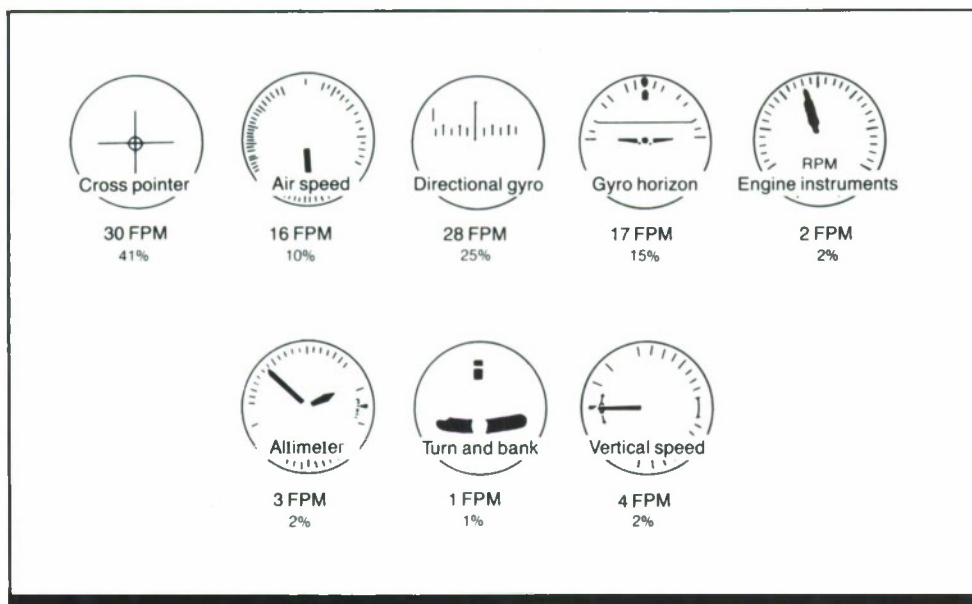 Cross pointer
30 FPM
41%
Air speed
16 FPM
10%
Directional gyro
28 FPM
25%
Gyro horizon
17 FPM
15%
RPM
Engine instruments
2 FPM
2%
Altimeter
3 FPM
2%
Turn and bank
1 FPM
1%
Vertical speed
4 FPM
2%